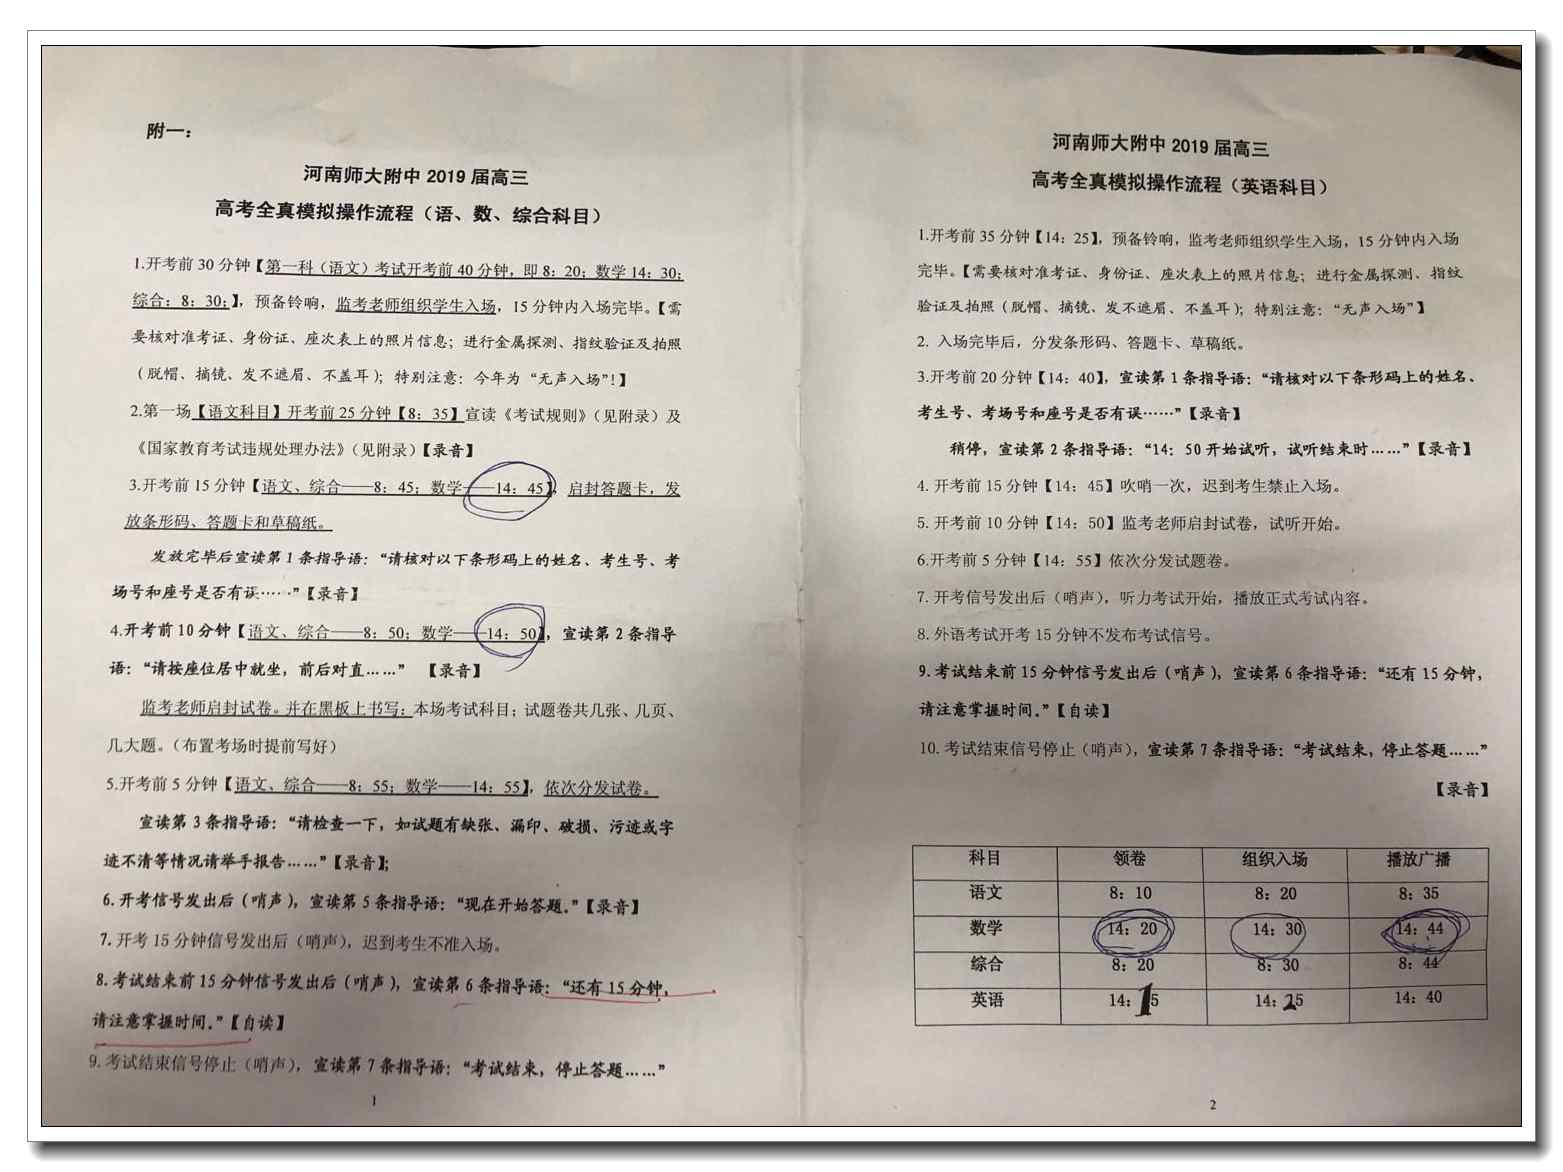 附一：
河南师大附中 2019 届高三
高考全真模拟操作流程（语、数、综合科目）
1.开考前 30 分钟【第一科（语文）考试开考前 40 分钟，即 8：20；数学 14：30；
综合：8：30；】，预备铃响，监考老师组织学生入场，15 分钟内入场完毕。【需
要核对准考证、身份证、座次表上的照片信息；进行金属探测、指纹验证及拍照
（脱帽、摘镜、发不遮眉、不盖耳）；特别注意：今年为 “无声入场”！】
2.第一场【语文科目】开考前 25 分钟【8：35】宣读《考试规则》（见附录）及
《国家教育考试违规处理办法》（见附录）【录音】
3.开考前 15 分钟【语文、综合——8：45；数学——14：45】，启封答题卡，发
放条形码、答题卡和草稿纸。
发放完毕后宣读第 1 条指导语：“请核对以下条形码上的姓名、考生号、考
场号和座号是否有误……”【录音】
4.开考前 10 分钟【语文、综合——8：50；数学——14：50】，宣读第 2 条指导
语：“请按座位居中就坐，前后对直……” 【录音】
监考老师启封试卷。并在黑板上书写：本场考试科目；试题卷共几张、几页、
几大题。（布置考场时提前写好）
5.开考前 5 分钟【语文、综合——8：55；数学——14：55】，依次分发试卷。
宣读第 3 条指导语：“请检查一下，如试题有缺张、漏印、破损、污迹或字
迹不清等情况请举手报告……”【录音】；
6.开考信号发出后（哨声），宣读第 5 条指导语：“现在开始答题。”【录音】
7.开考 15 分钟信号发出后（哨声），迟到考生不准入场。
8.考试结束前 15 分钟信号发出后（哨声），宣读第 6 条指导语：“还有 15 分钟，
请注意掌握时间。”【自读】
9.考试结束信号停止（哨声），宣读第 7 条指导语：“考试结束，停止答题……”
1
河南师大附中 2019 届高三
高考全真模拟操作流程（英语科目）
1.开考前 35 分钟【14：25】，预备铃响，监考老师组织学生入场，15 分钟内入场
完毕。【需要核对准考证、身份证、座次表上的照片信息；进行金属探测、指纹
验证及拍照（脱帽、摘镜、发不遮眉、不盖耳）；特别注意：“无声入场”】
2. 入场完毕后，分发条形码、答题卡、草稿纸。
3.开考前 20 分钟【14：40】，宣读第 1 条指导语：“请核对以下条形码上的姓名、
考生号、考场号和座号是否有误……”【录音】
稍停，宣读第 2 条指导语：“14：50 开始试听，试听结束时……”【录音】
4. 开考前 15 分钟【14：45】吹哨一次，迟到考生禁止入场。
5. 开考前 10 分钟【14：50】监考老师启封试卷，试听开始。
6.开考前 5 分钟【14：55】依次分发试题卷。
7. 开考信号发出后（哨声），听力考试开始，播放正式考试内容。
8. 外语考试开考 15 分钟不发布考试信号。
9.考试结束前 15 分钟信号发出后（哨声），宣读第 6 条指导语：“还有 15 分钟，
请注意掌握时间。”【自读】
10. 考试结束信号停止（哨声），宣读第 7 条指导语：“考试结束，停止答题……”
【录音】
科目 领卷 组织入场 播放广播
语文 8：10 8：20 8：35
数学 14：20 14：30 14：44
综合 8：20 8：30 8：44
英语 14：15 14：25 14：40
2